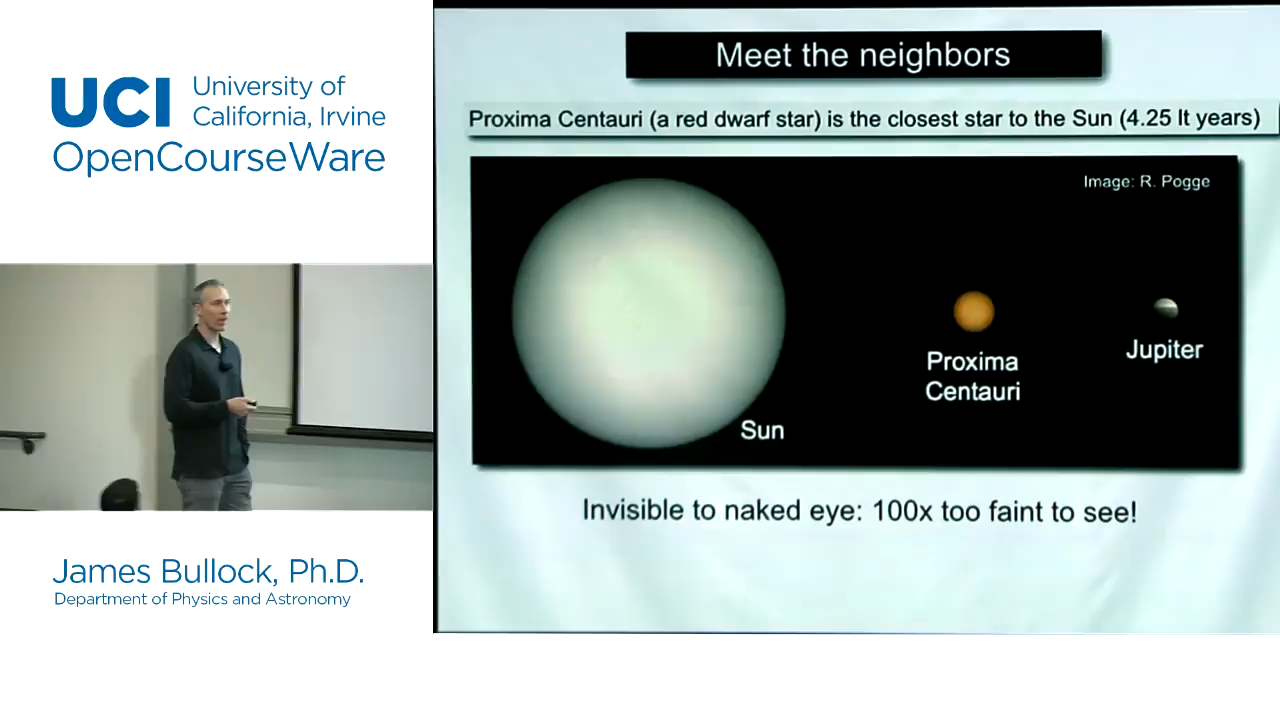 UCI University of
California, Irvine
OpenCourseWare
James Bullock, Ph.D.
Department of Physics and Astronomy
Meet the neighbors
Proxima Centauri (a red dwarf star) is the closest star to the Sun (4.25 lt years)
Image: R. Pogge
Sun
Proxima
Centauri
Jupiter
Invisible to naked eye: 100x too faint to see!